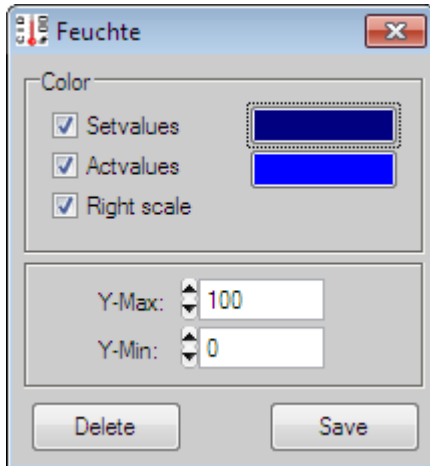 Feuchte
Color
Setvalues
Actvalues
Right scale
Y-Max: 100
Y-Min: 0
Delete Save